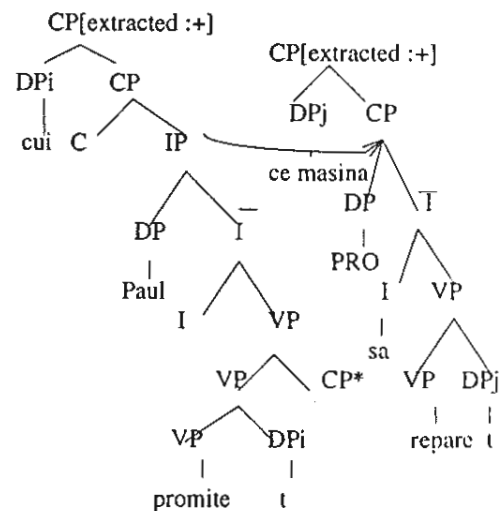 CP[extracted :+]
CP[extracted :+]
DPi CP
DPj CP
cui C IP
ce masina
DP I
DP I
PRO
Paul I VP
I VP
sa
VP CP*
VP DPj
VP DPi
repare t
promite t